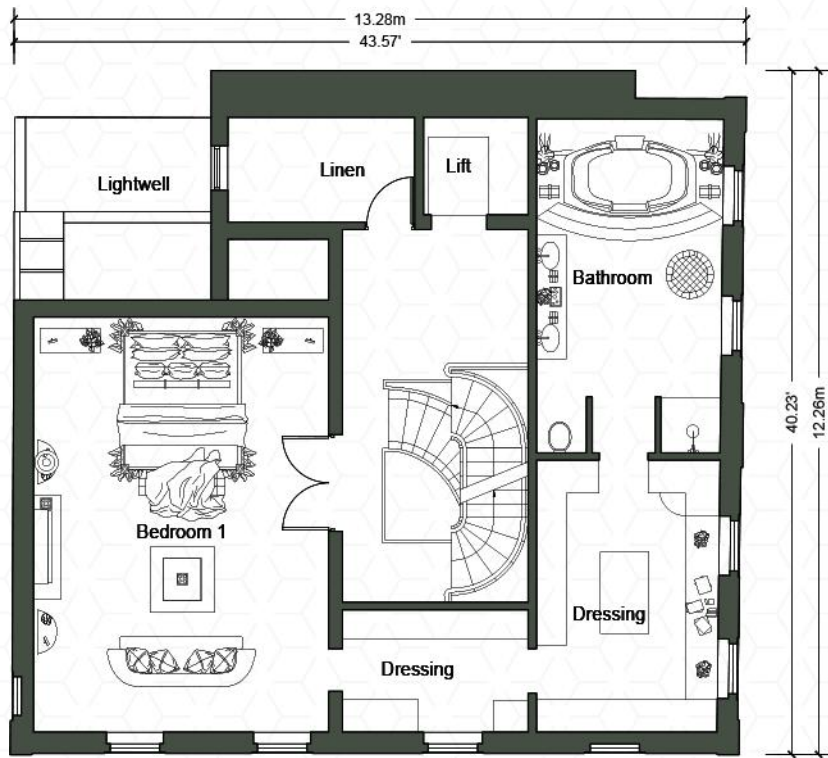 13.28m
43.57'
Linen
Lift
Lightwell
Bathroom
40.23'
12.26m
Bedroom 1
Dressing
Dressing